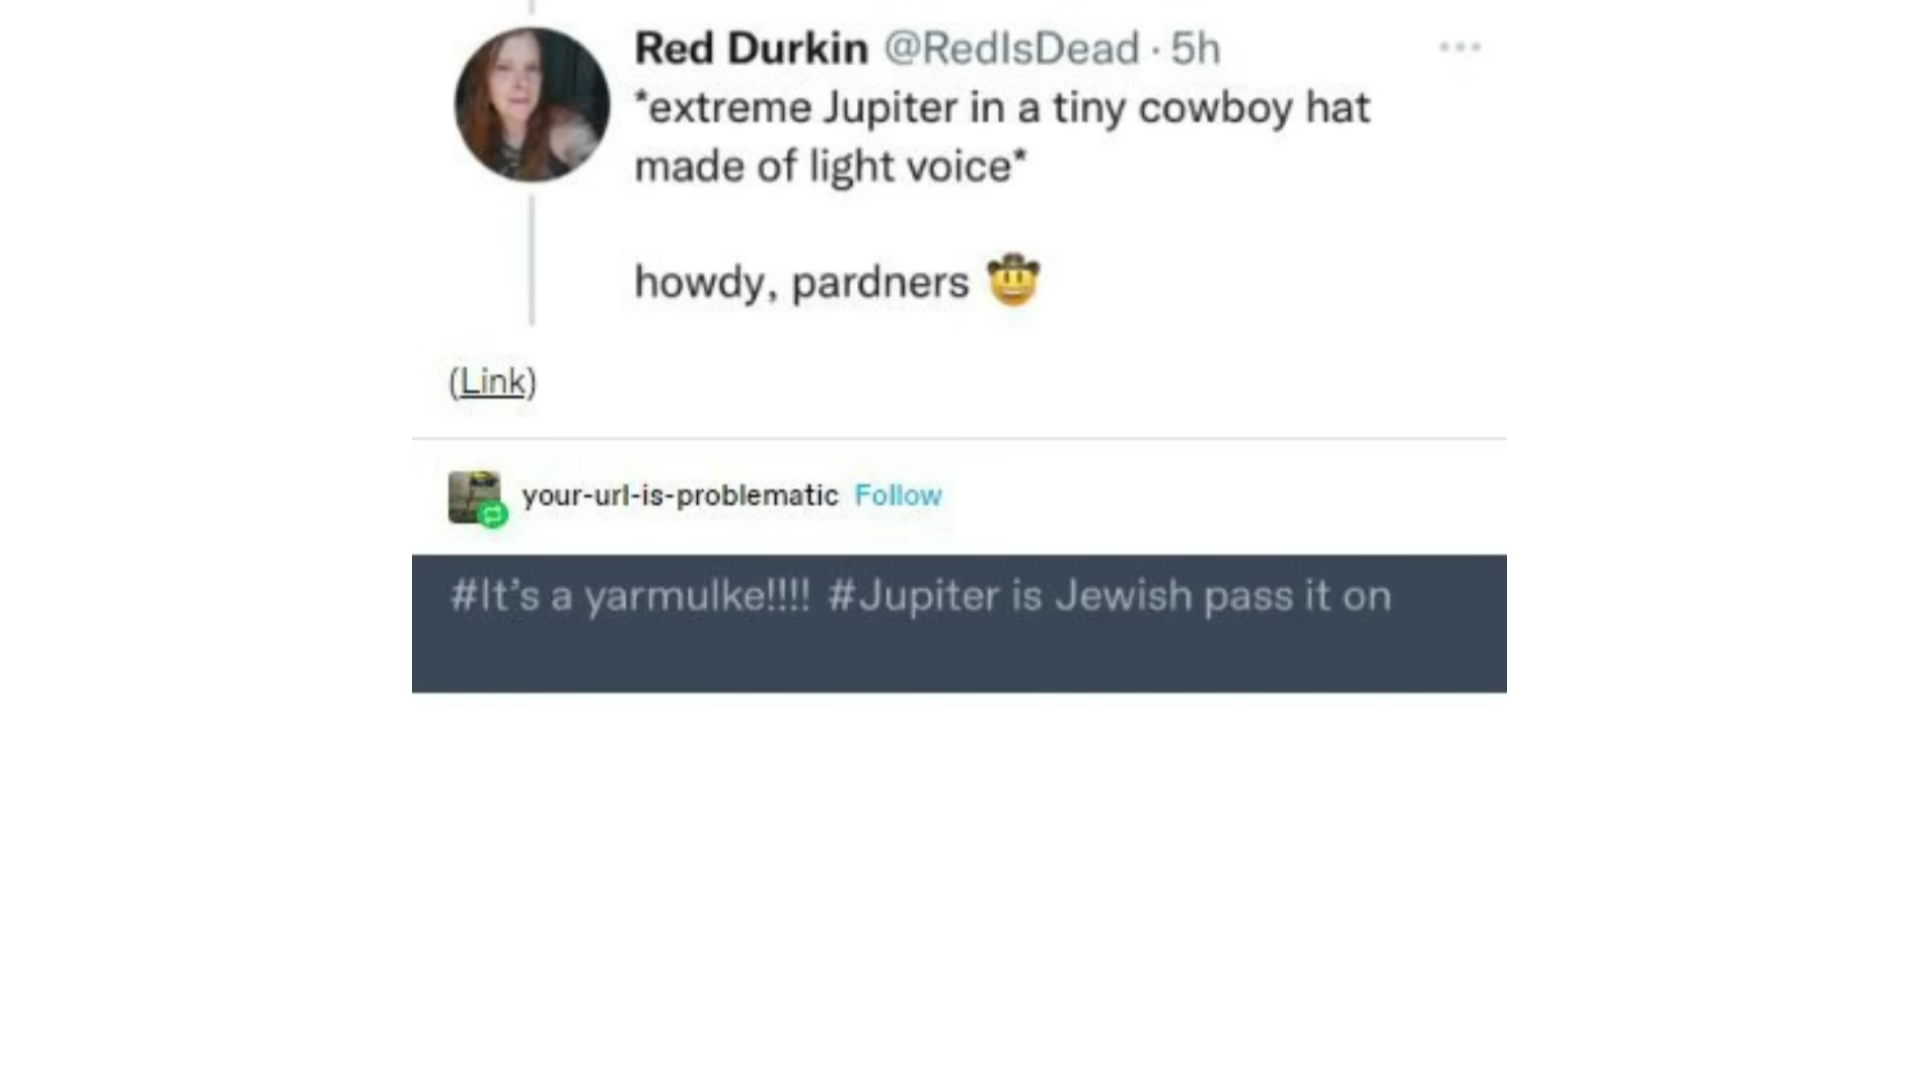 Red Durkin @RedIsDead · 5h
*extreme Jupiter in a tiny cowboy hat
made of light voice*
howdy, pardners 🤠
(Link)
your-url-is-problematic Follow
#It’s a yarmulke!!!! #Jupiter is Jewish pass it on